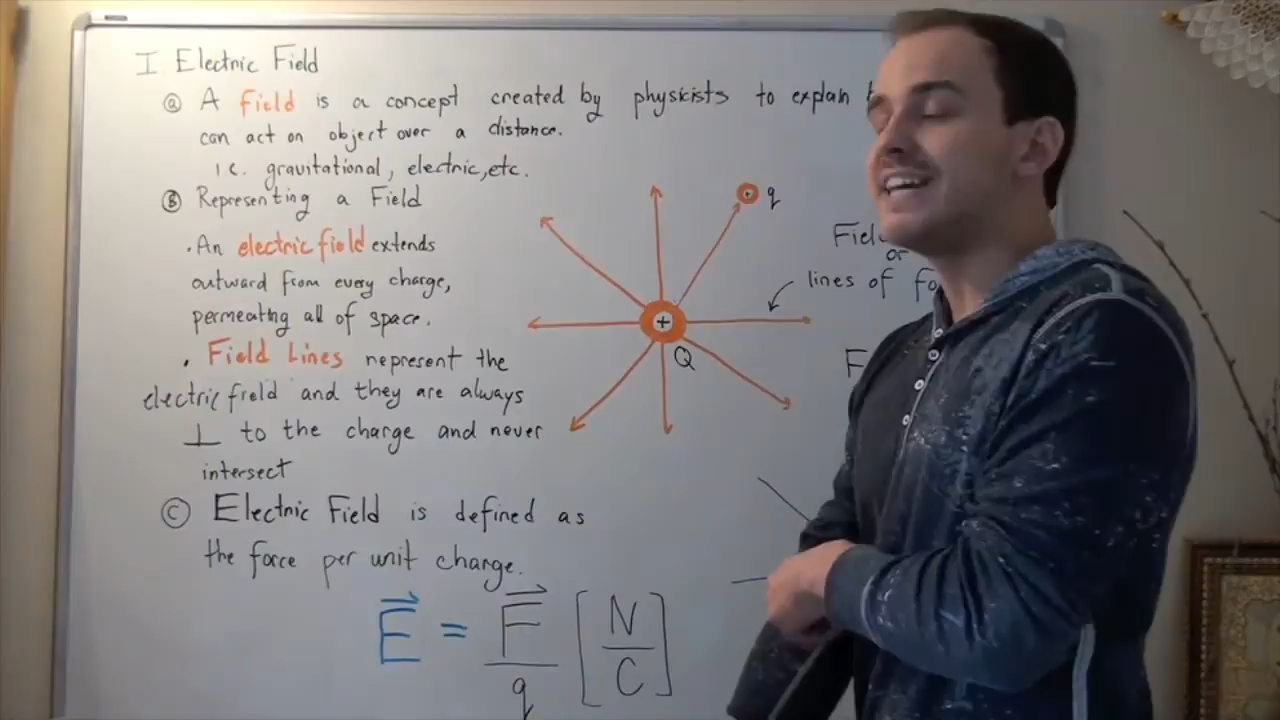 I Electric Field
ⓐ A field is a concept created by physicists to explain
can act on object over a distance.
i.e. gravitational, electric, etc.
Ⓑ Representing a Field
. An electric field extends
outward from every charge,
permeating all of space.
. Field Lines represent the
electric field and they are always
⊥ to the charge and never
intersect
Ⓒ Electric Field is defined as
the force per unit charge.
E = F / q [N / C]
+ q
+
Q
or
lines of
F